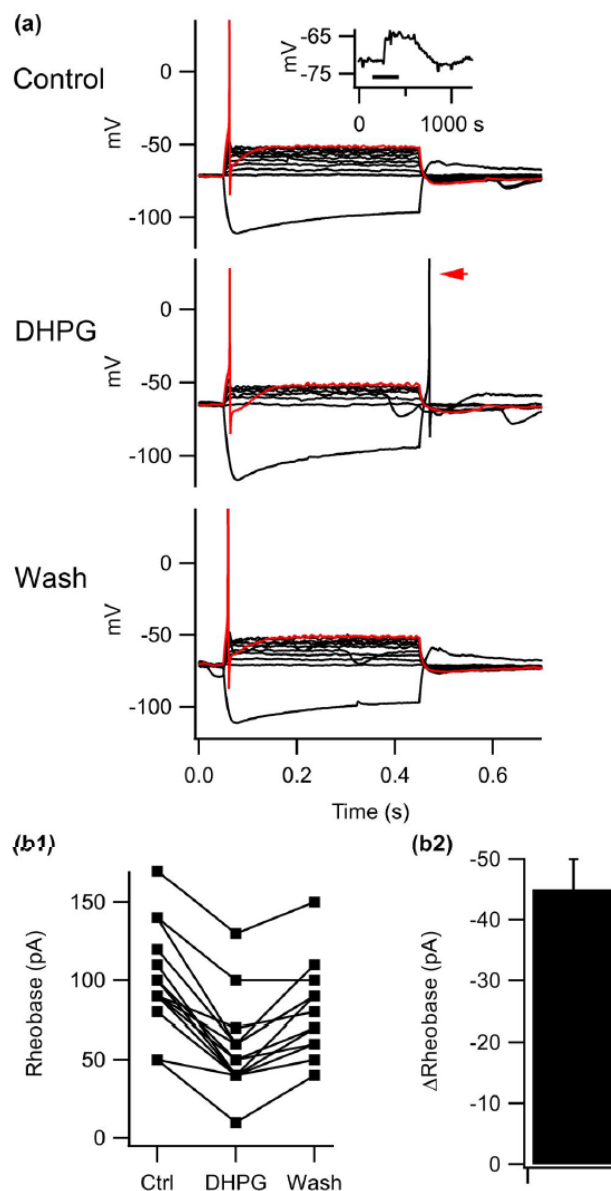 (a)
Control
mV
0
-50
-100
mV
-65
-75
0
1000 s
DHPG
mV
0
-50
-100
Wash
mV
0
-50
-100
0.0
0.2
0.4
0.6
Time (s)
(b1)
Rheobase (pA)
150
100
50
0
Ctrl
DHPG
Wash
(b2)
ΔRheobase (pA)
-50
-40
-30
-20
-10
0